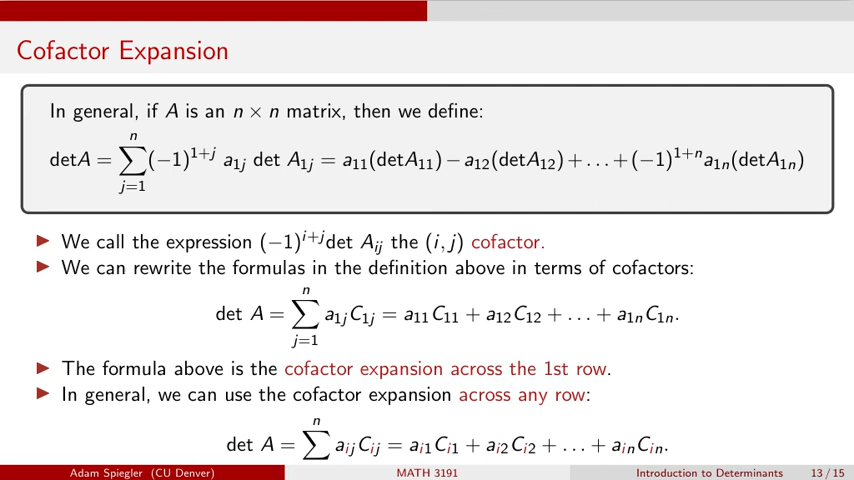 Cofactor Expansion
In general, if A is an n × n matrix, then we define:
detA = ∑_{j=1}^{n} (−1)^{1+j} a_{1j} det A_{1j} = a_{11}(detA_{11}) − a_{12}(detA_{12}) + . . . + (−1)^{1+n} a_{1n}(detA_{1n})
▶ We call the expression (−1)^{i+j}det A_{ij} the (i, j) cofactor.
▶ We can rewrite the formulas in the definition above in terms of cofactors:
det A = ∑_{j=1}^{n} a_{1j}C_{1j} = a_{11}C_{11} + a_{12}C_{12} + . . . + a_{1n}C_{1n}.
▶ The formula above is the cofactor expansion across the 1st row.
▶ In general, we can use the cofactor expansion across any row:
det A = ∑^{n} a_{ij}C_{ij} = a_{i1}C_{i1} + a_{i2}C_{i2} + . . . + a_{in}C_{in}.
Adam Spiegler (CU Denver) MATH 3191 Introduction to Determinants 13 / 15